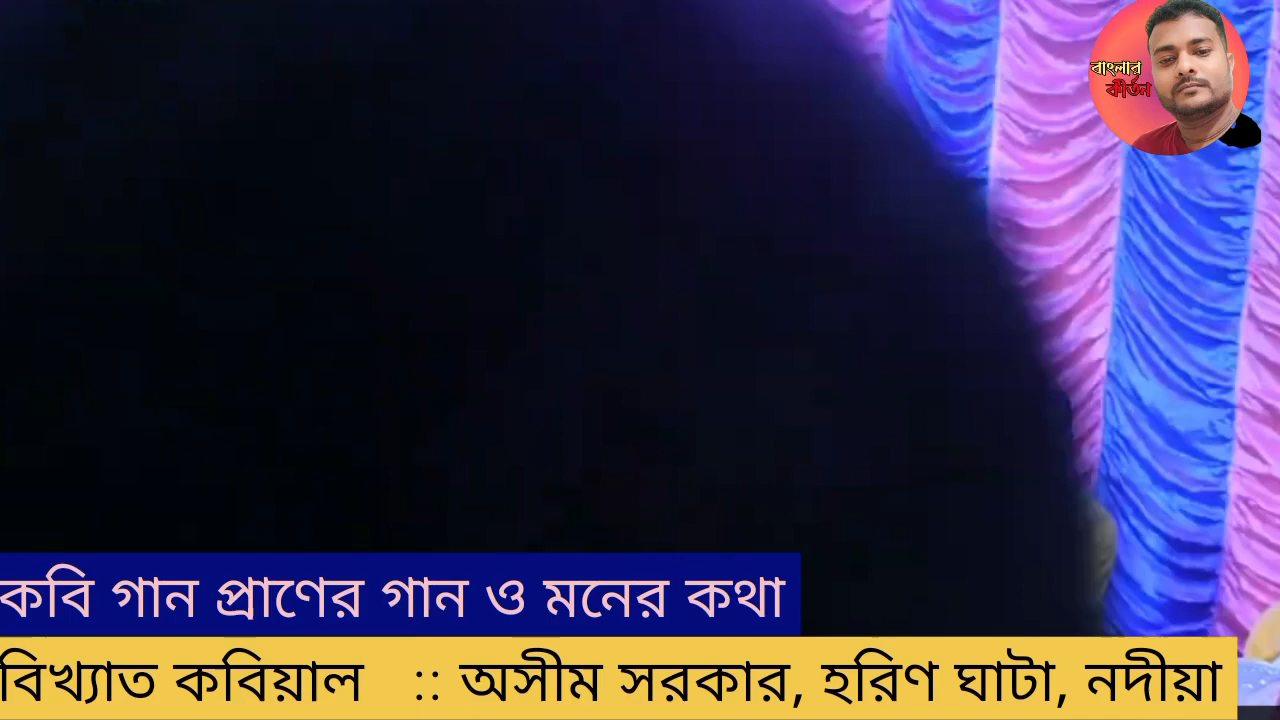 বাংলার
কীর্তন
কবি গান প্রাণের গান ও মনের কথা
বিখ্যাত কবিয়াল :: অসীম সরকার, হরিণ ঘাটা, নদীয়া